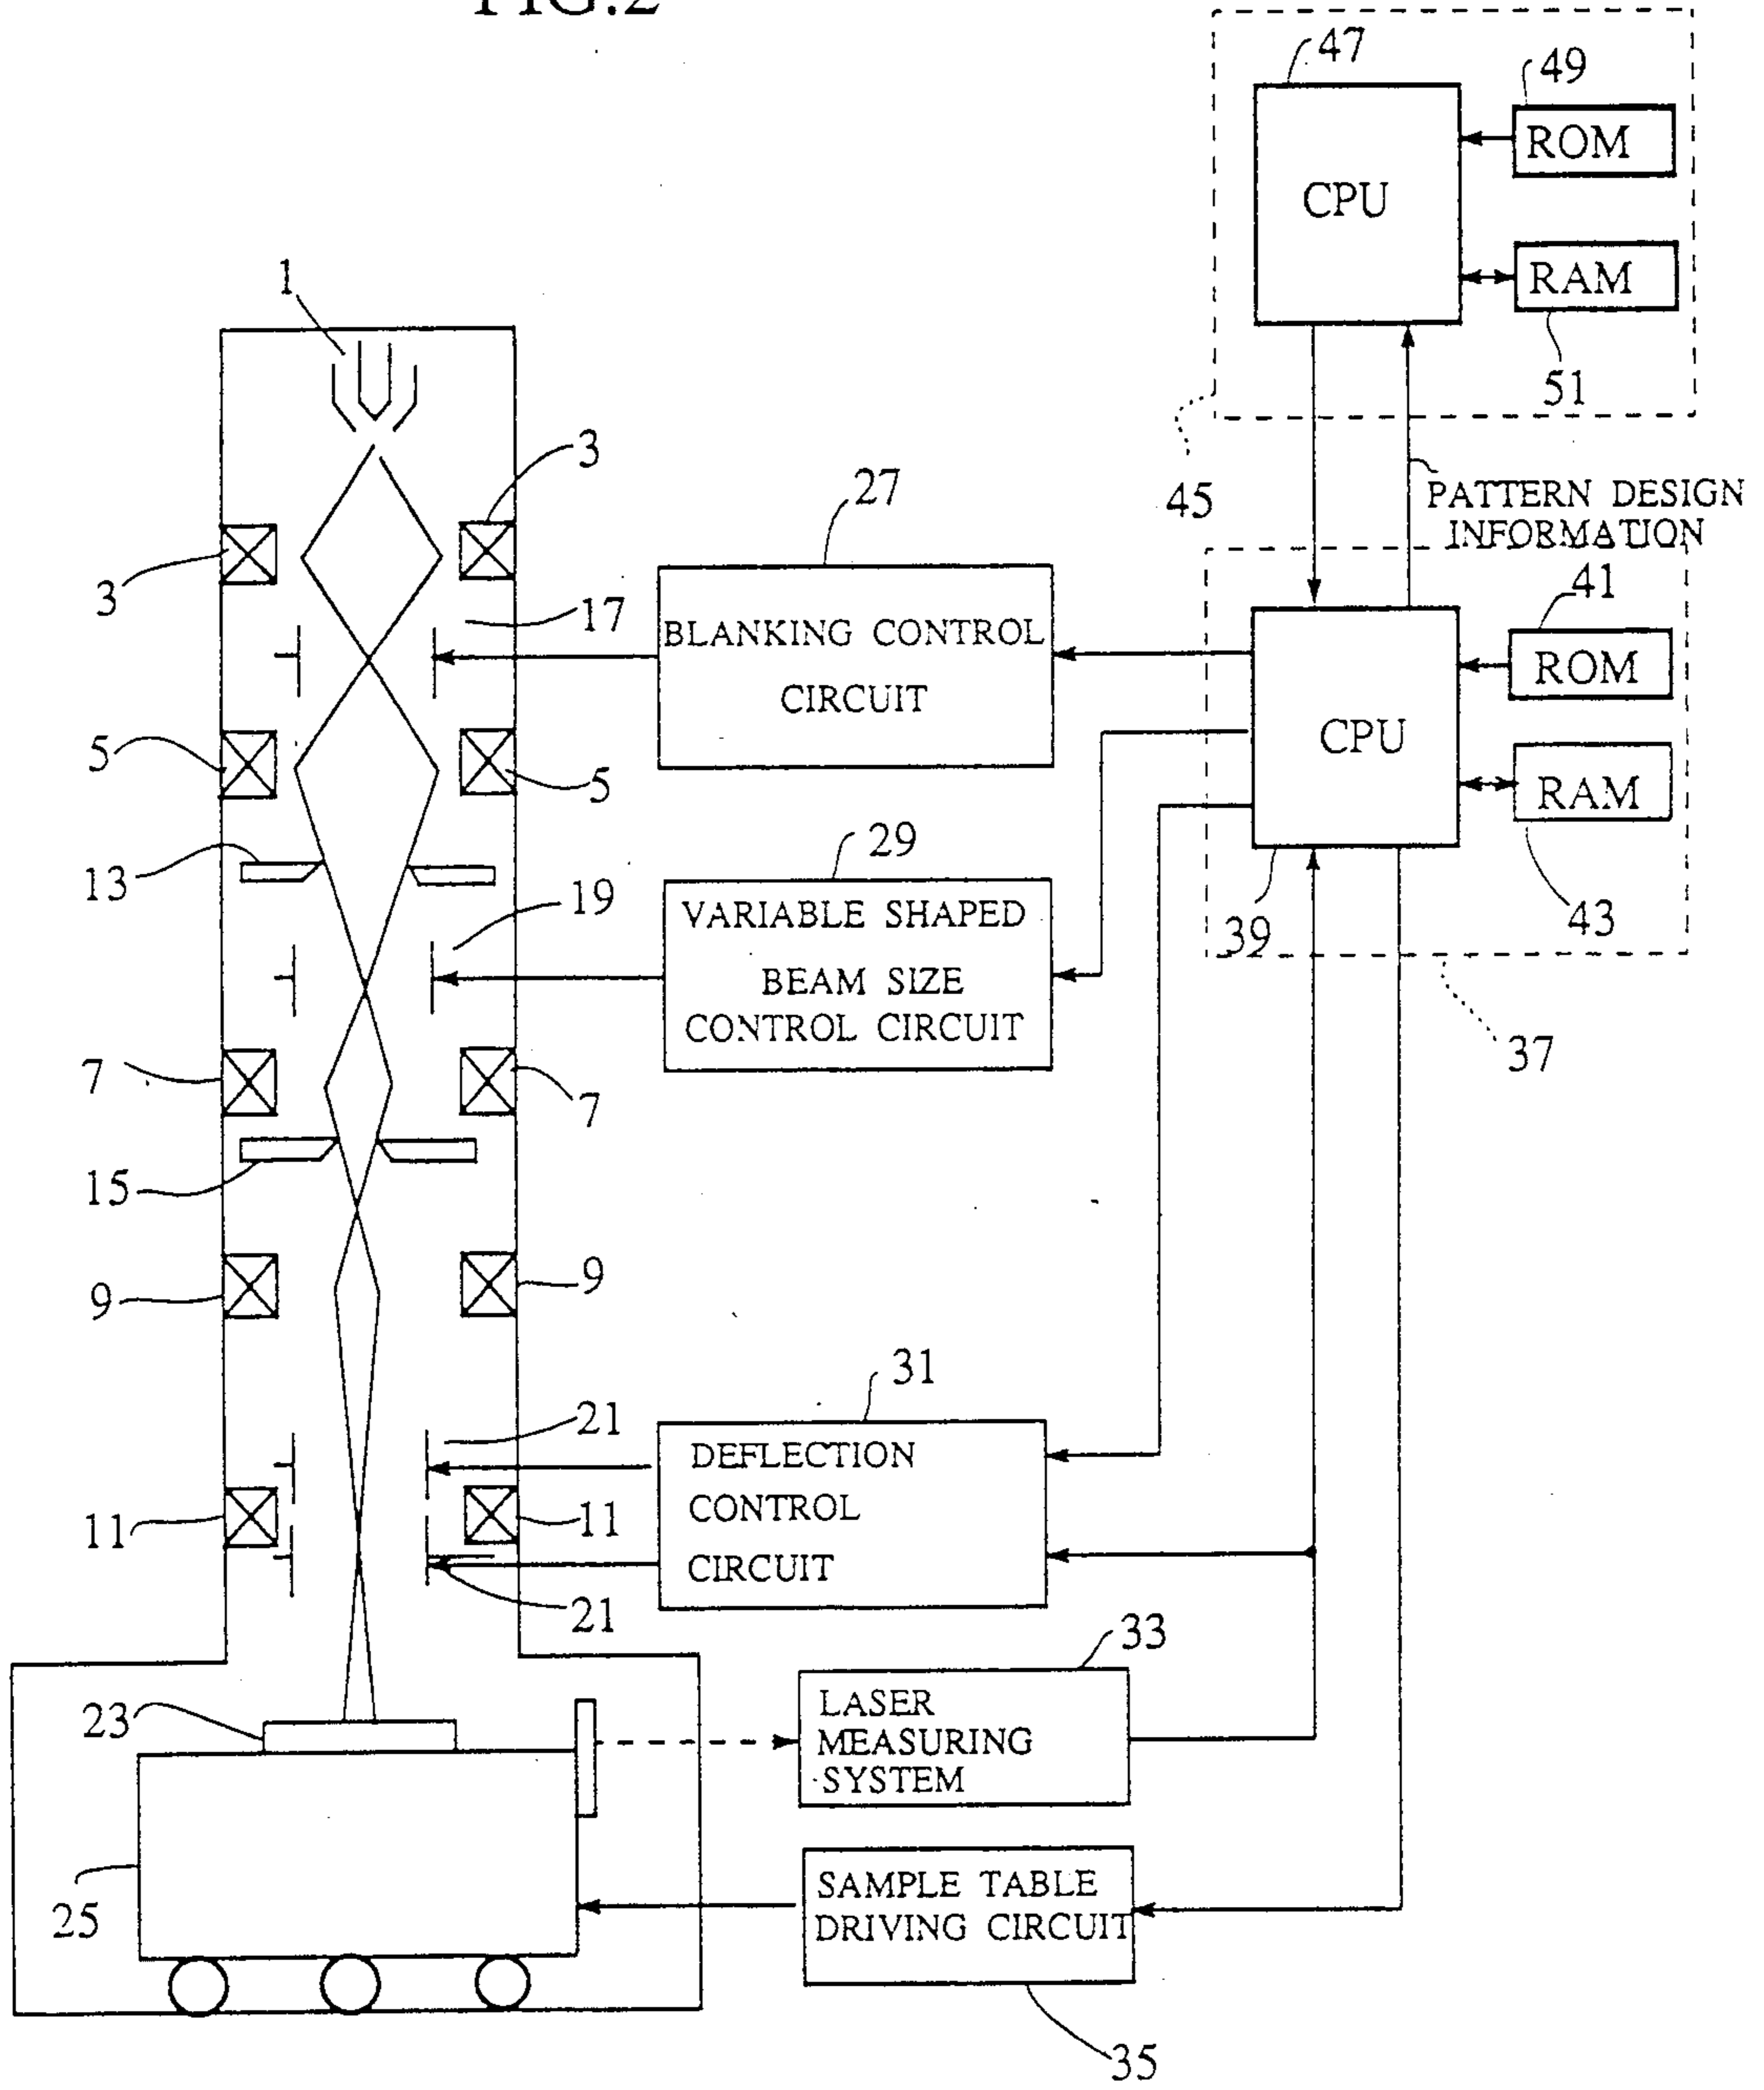 FIG.2
47
49
ROM
CPU
RAM
51
45
PATTERN DESIGN
INFORMATION
1
3
3
27
17
BLANKING CONTROL
CIRCUIT
41
ROM
CPU
RAM
5
5
13
29
19
VARIABLE SHAPED
BEAM SIZE
CONTROL CIRCUIT
39
43
37
7
7
15
9
9
31
21
DEFLECTION
CONTROL
CIRCUIT
11
11
21
33
23
LASER
MEASURING
SYSTEM
25
SAMPLE TABLE
DRIVING CIRCUIT
35